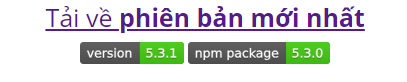 Tải về phiên bản mới nhất
version 5.3.1 npm package 5.3.0